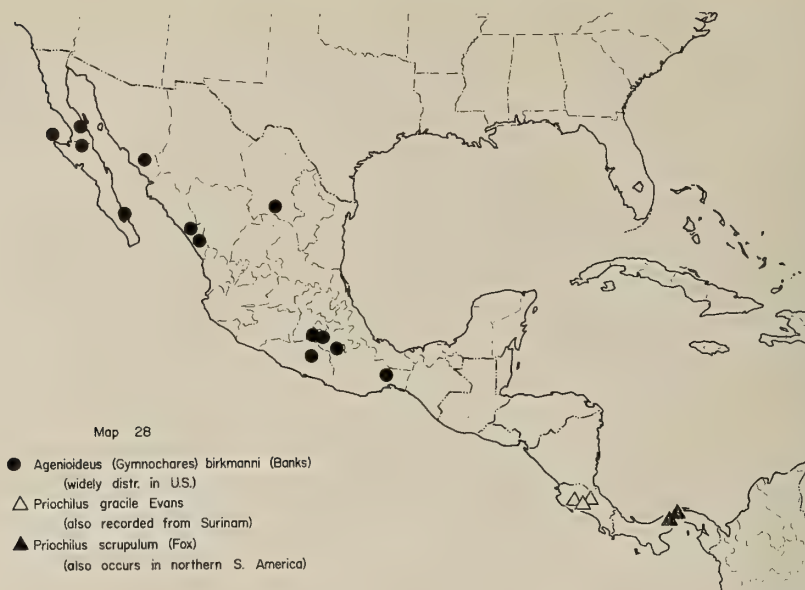 Map 28
● Agenioideus (Gymnochares) birkmanni (Banks)
(widely distr. in U.S.)
△ Priochilus gracile Evans
(also recorded from Surinam)
▲ Priochilus scrupulum (Fox)
(also occurs in northern S. America)